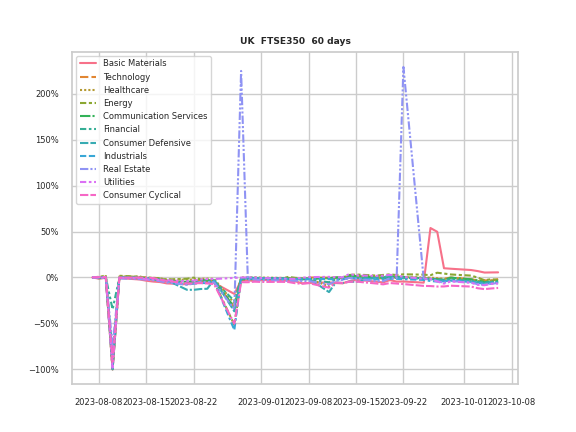 UK FTSE350 60 days
Basic Materials
Technology
Healthcare
Energy
Communication Services
Financial
Consumer Defensive
Industrials
Real Estate
Utilities
Consumer Cyclical
200%
150%
100%
50%
0%
−50%
−100%
2023-08-08 2023-08-15 2023-08-22 2023-09-01 2023-09-08 2023-09-15 2023-09-22 2023-10-01 2023-10-08